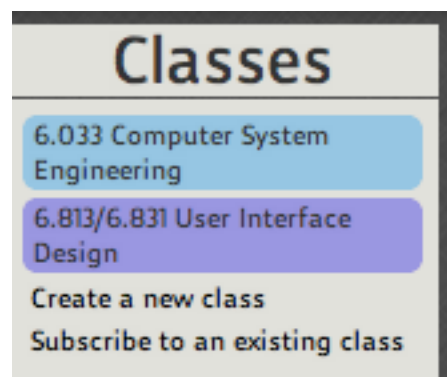 Classes
6.033 Computer System
Engineering
6.813/6.831 User Interface
Design
Create a new class
Subscribe to an existing class